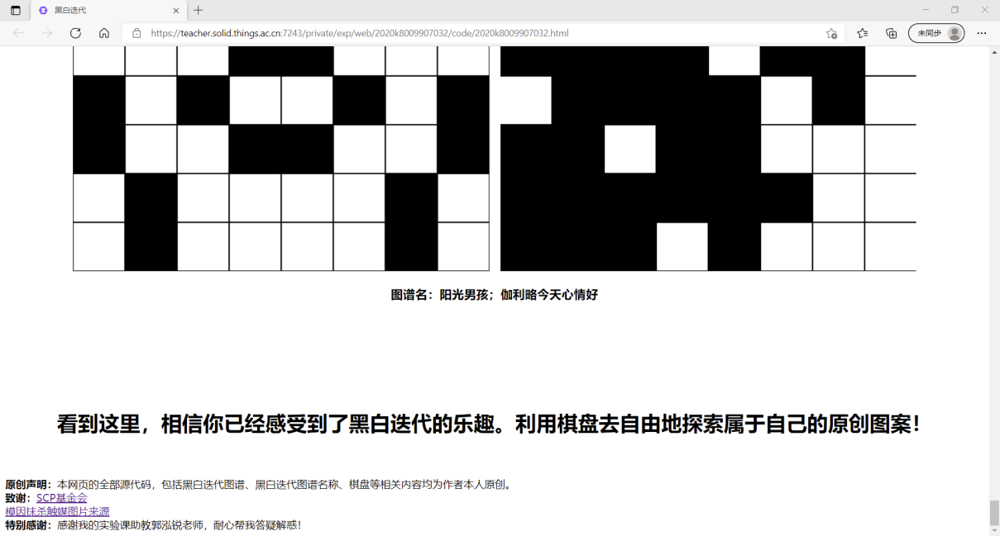 黑白迭代
https://teacher.solid.things.ac.cn:7243/private/exp/web/2020k8009907032/code/2020k8009907032.html
未同步
图谱名：阳光男孩；伽利略今天心情好
看到这里，相信你已经感受到了黑白迭代的乐趣。利用棋盘去自由地探索属于自己的原创图案！
原创声明：本网页的全部源代码，包括黑白迭代图谱、黑白迭代图谱名称、棋盘等相关内容均为作者本人原创。
致谢：SCP基金会
模因抹杀触媒图片来源
特别感谢：感谢我的实验课助教郭泓锐老师，耐心帮我答疑解惑！